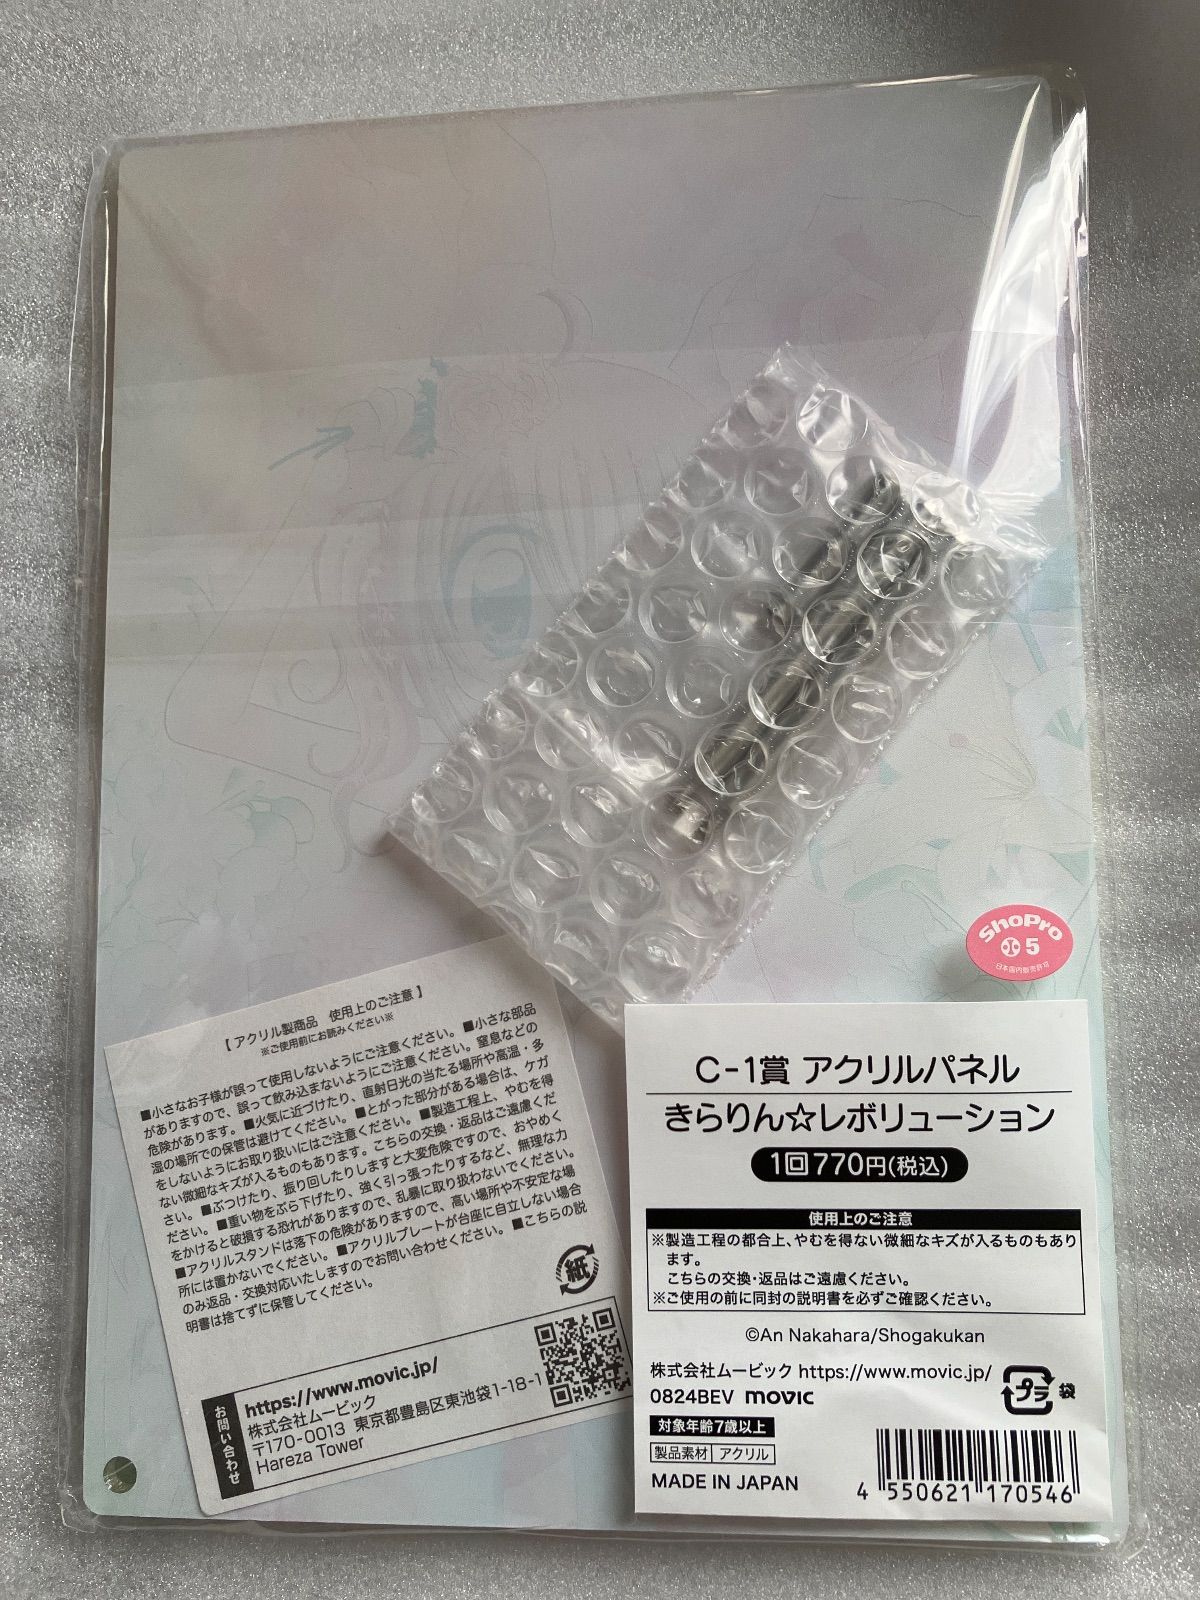 【 アクリル製商品　使用上のご注意 】
※ご使用前にお読みください※
■小さなお子様が誤って使用しないようにご注意ください。■小さな部品
がありますので、誤って飲み込まないようにご注意ください。窒息などの
危険があります。■火気に近づけたり、直射日光の当たる場所や高温・多
湿の場所での保管は避けてください。■とがった部分がある場合は、ケガ
をしないようにお取り扱いにはご注意ください。■製造工程上、やむを得
ない微細なキズが入るものもあります。こちらの交換・返品はご遠慮くだ
さい。■ぶつけたり、振り回したりしますと大変危険ですので、おやめく
ださい。■重い物をぶら下げたり、強く引っ張ったりするなど、無理な力
をかけると破損する恐れがありますので、乱暴に取り扱わないでください。
■アクリルスタンドは落下の危険がありますので、高い場所や不安定な場
所には置かないでください。■アクリルプレートが台座に自立しない場合
のみ返品・交換対応いたしますのでお問い合わせください。■こちらの説
明書は捨てずに保管してください。
紙
お問い合わせ
https://www.movic.jp/
株式会社ムービック
〒170-0013 東京都豊島区東池袋1-18-1
Hareza Tower
ShoPro
5
日本国内販売許諾
C-1賞 アクリルパネル
きらりん☆レボリューション
1回770円(税込)
使用上のご注意
※製造工程の都合上、やむを得ない微細なキズが入るものもあり
ます。
こちらの交換・返品はご遠慮ください。
※ご使用の前に同封の説明書を必ずご確認ください。
©An Nakahara/Shogakukan
株式会社ムービック https://www.movic.jp/
0824BEV movic
プラ 袋
対象年齢7歳以上
製品素材 アクリル
MADE IN JAPAN
4 550621 170546